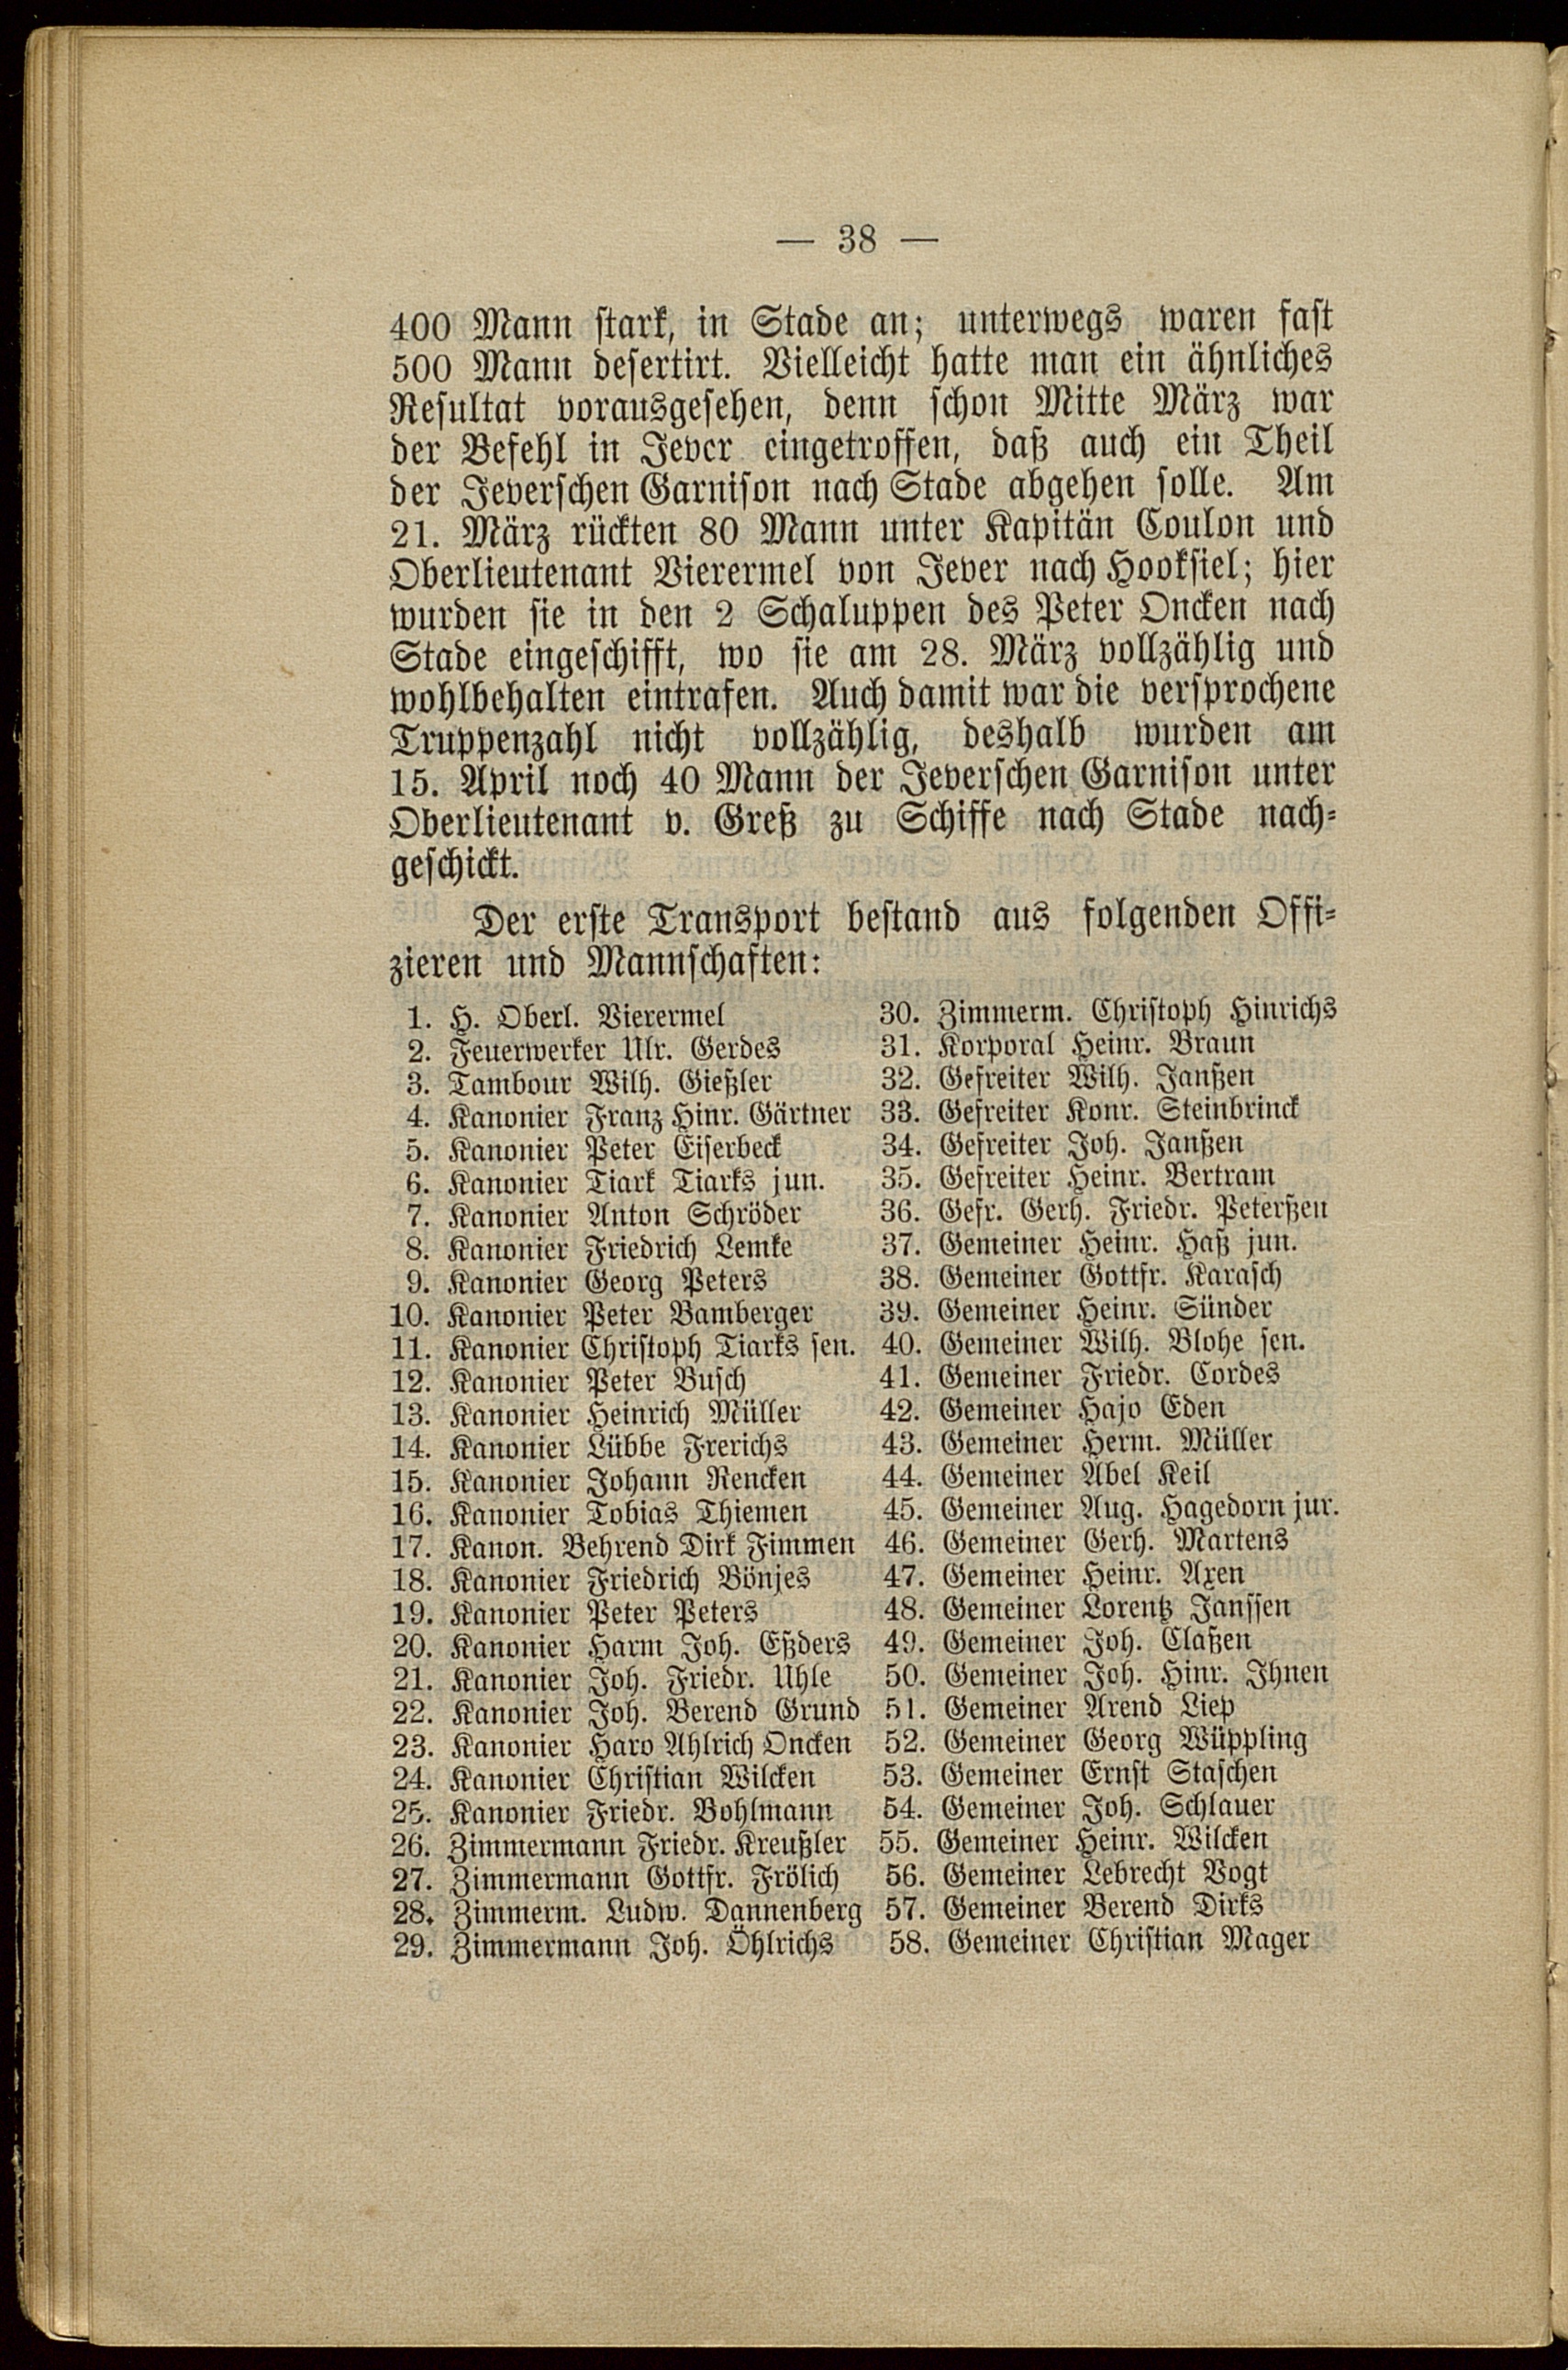 — 38 —
400 Mann stark, in Stade an; unterwegs waren fast
500 Mann desertirt. Vielleicht hatte man ein ähnliches
Resultat vorausgesehen, denn schon Mitte März war
der Befehl in Jever eingetroffen, daß auch ein Theil
der Jeverschen Garnison nach Stade abgehen solle. Am
21. März rückten 80 Mann unter Kapitän Coulon und
Oberlieutenant Vierermel von Jever nach Hooksiel; hier
wurden sie in den 2 Schaluppen des Peter Oncken nach
Stade eingeschifft, wo sie am 28. März vollzählig und
wohlbehalten eintrafen. Auch damit war die versprochene
Truppenzahl nicht vollzählig, deshalb wurden am
15. April noch 40 Mann der Jeverschen Garnison unter
Oberlieutenant v. Greß zu Schiffe nach Stade nach-
geschickt.
Der erste Transport bestand aus folgenden Offi-
zieren und Mannschaften:
1. H. Oberl. Vierermel
2. Feuerwerker Ulr. Gerdes
3. Tambour Wilh. Gießler
4. Kanonier Franz Hinr. Gärtner
5. Kanonier Peter Eiserbeck
6. Kanonier Tiark Tiarks jun.
7. Kanonier Anton Schröder
8. Kanonier Friedrich Lemke
9. Kanonier Georg Peters
10. Kanonier Peter Bamberger
11. Kanonier Christoph Tiarks sen.
12. Kanonier Peter Busch
13. Kanonier Heinrich Müller
14. Kanonier Lübbe Frerichs
15. Kanonier Johann Rencken
16. Kanonier Tobias Thiemen
17. Kanon. Behrend Dirk Fimmen
18. Kanonier Friedrich Bönjes
19. Kanonier Peter Peters
20. Kanonier Harm Joh. Eßders
21. Kanonier Joh. Friedr. Uhle
22. Kanonier Joh. Berend Grund
23. Kanonier Haro Ahlrich Oncken
24. Kanonier Christian Wilcken
25. Kanonier Friedr. Bohlmann
26. Zimmermann Friedr. Kreußler
27. Zimmermann Gottfr. Frölich
28. Zimmerm. Ludw. Dannenberg
29. Zimmermann Joh. Öhlrichs
30. Zimmerm. Christoph Hinrichs
31. Korporal Heinr. Braun
32. Gefreiter Wilh. Janßen
33. Gefreiter Konr. Steinbrinck
34. Gefreiter Joh. Janßen
35. Gefreiter Heinr. Bertram
36. Gefr. Gerh. Friedr. Peterßen
37. Gemeiner Heinr. Haß jun.
38. Gemeiner Gottfr. Karasch
39. Gemeiner Heinr. Sünder
40. Gemeiner Wilh. Blohe sen.
41. Gemeiner Friedr. Cordes
42. Gemeiner Hajo Eden
43. Gemeiner Herm. Müller
44. Gemeiner Abel Keil
45. Gemeiner Aug. Hagedorn jur.
46. Gemeiner Gerh. Martens
47. Gemeiner Heinr. Axen
48. Gemeiner Lorentz Janssen
49. Gemeiner Joh. Claßen
50. Gemeiner Joh. Hinr. Ihnen
51. Gemeiner Arend Liep
52. Gemeiner Georg Wüppling
53. Gemeiner Ernst Staschen
54. Gemeiner Joh. Schlauer
55. Gemeiner Heinr. Wilcken
56. Gemeiner Lebrecht Vogt
57. Gemeiner Berend Dirks
58. Gemeiner Christian Mager